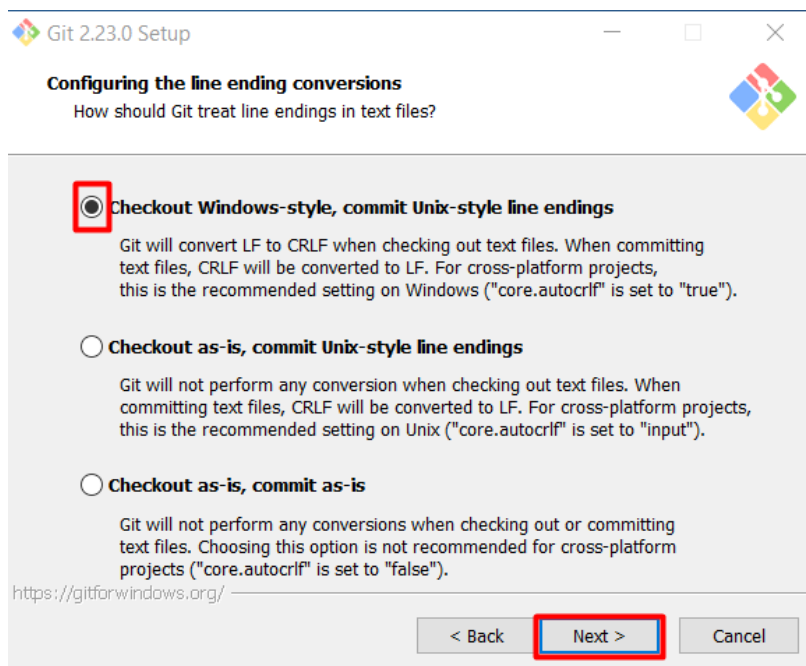 Git 2.23.0 Setup
Configuring the line ending conversions
How should Git treat line endings in text files?
Checkout Windows-style, commit Unix-style line endings
Git will convert LF to CRLF when checking out text files. When committing
text files, CRLF will be converted to LF. For cross-platform projects,
this is the recommended setting on Windows ("core.autocrlf" is set to "true").
Checkout as-is, commit Unix-style line endings
Git will not perform any conversion when checking out text files. When
committing text files, CRLF will be converted to LF. For cross-platform projects,
this is the recommended setting on Unix ("core.autocrlf" is set to "input").
Checkout as-is, commit as-is
Git will not perform any conversions when checking out or committing
text files. Choosing this option is not recommended for cross-platform
projects ("core.autocrlf" is set to "false").
https://gitforwindows.org/
< Back Next > Cancel